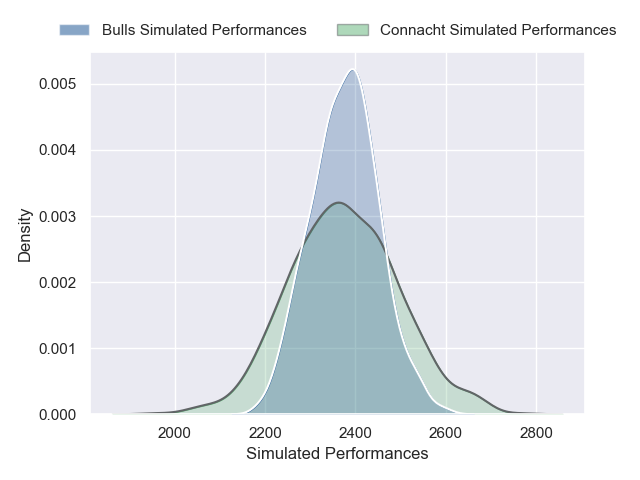 Bulls Simulated Performances Connacht Simulated Performances
0.005
0.004
0.003
0.002
0.001
0.000
Density
2000 2200 2400 2600 2800
Simulated Performances